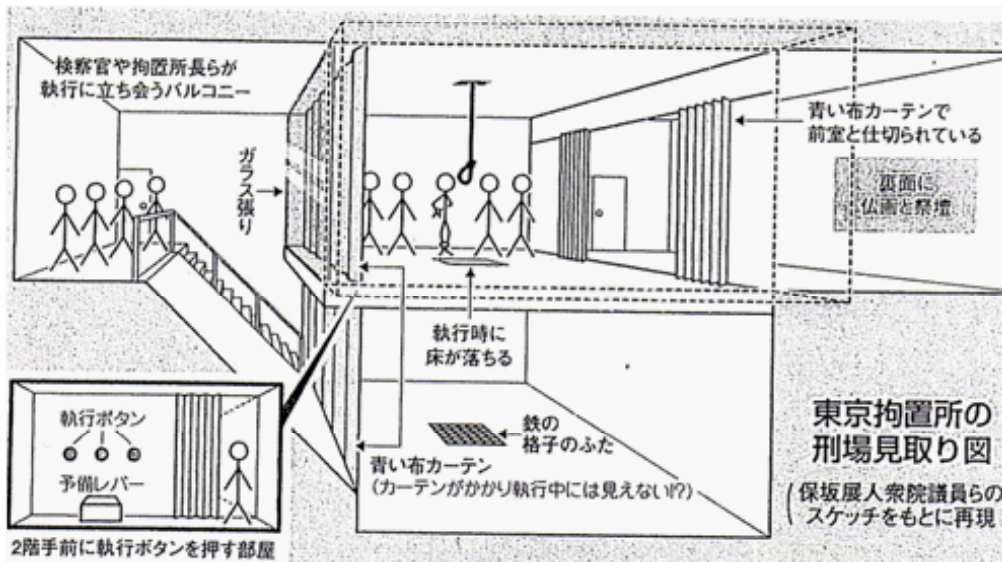 検察官や拘置所長らが
執行に立ち会うバルコニー
ガラス張り
青い布カーテンで
前室と仕切られている
裏面に
仏画と祭壇
執行時に
床が落ちる
執行ボタン
予備レバー
2階手前に執行ボタンを押す部屋
鉄の
格子のふた
青い布カーテン
(カーテンがかかり執行中には見えない!?)
東京拘置所の
刑場見取り図
(保坂展人衆院議員らの
スケッチをもとに再現